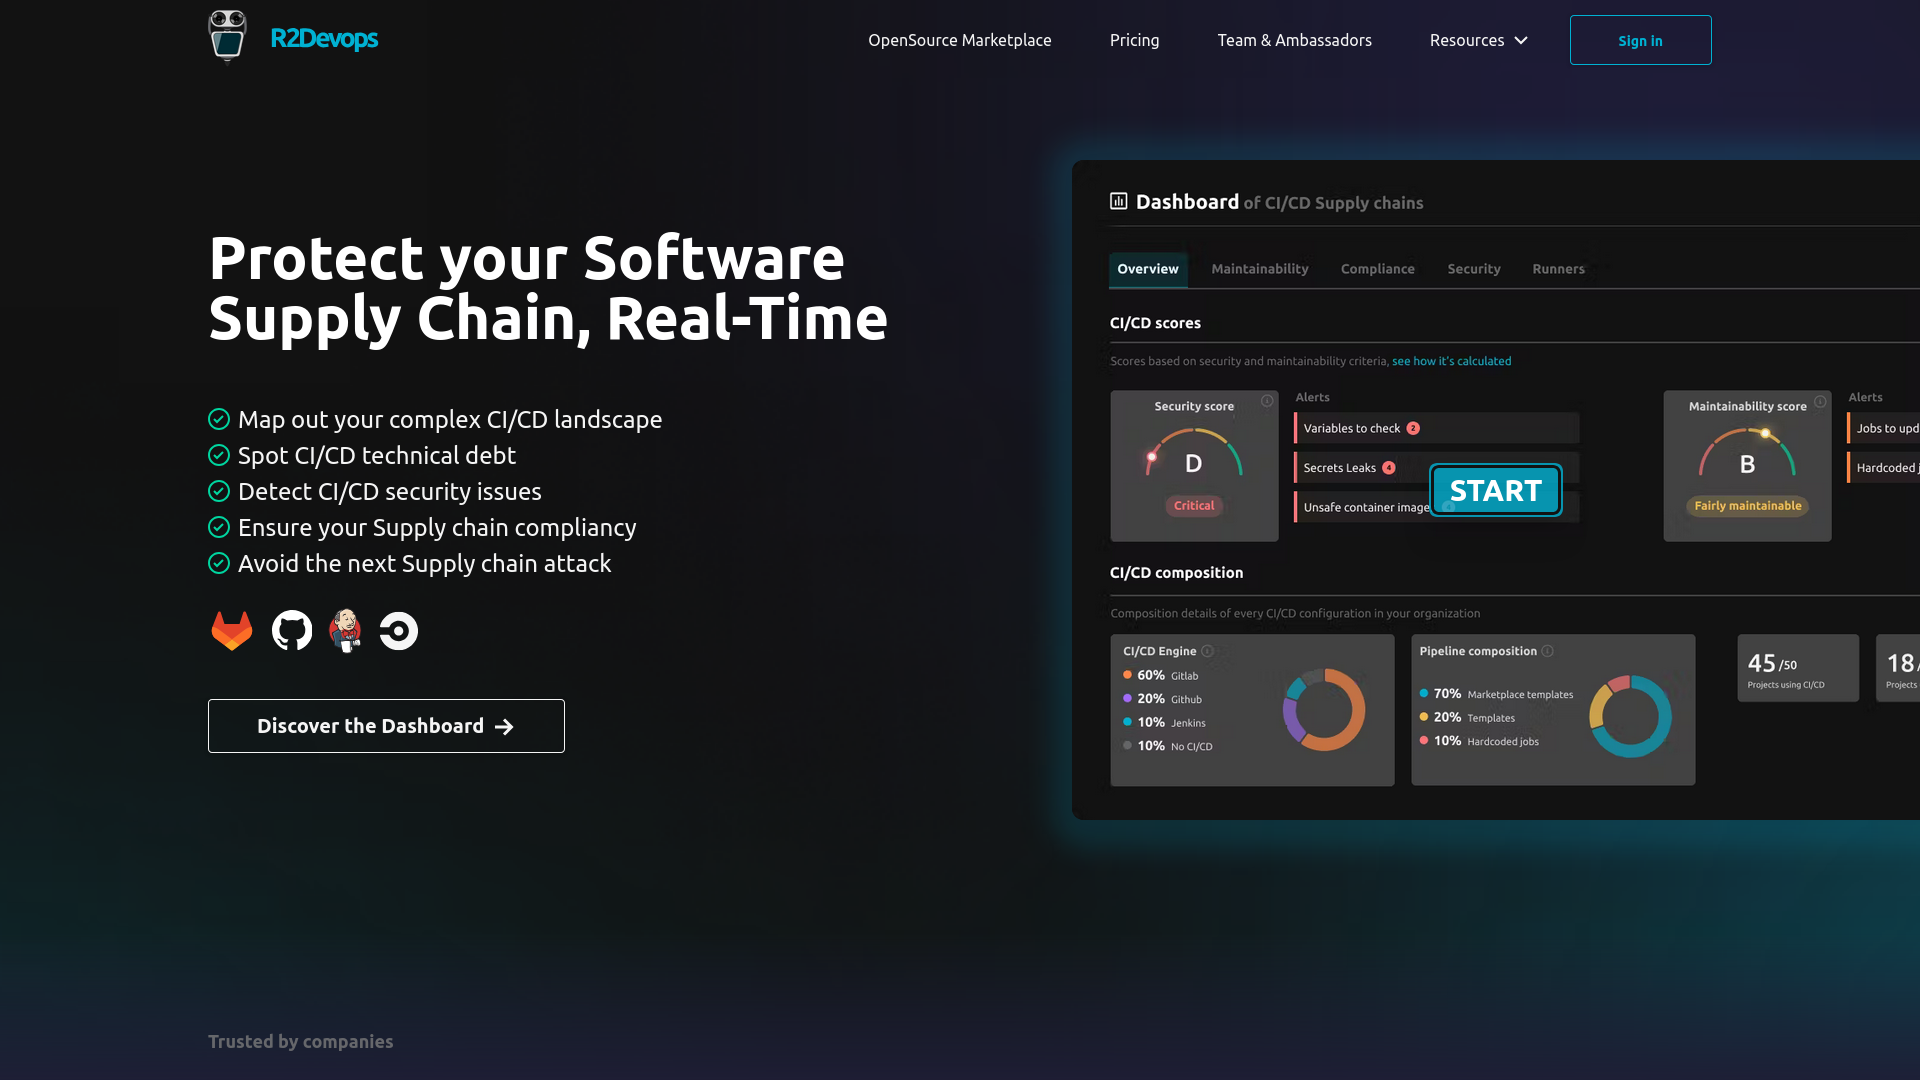 R2Devops
OpenSource Marketplace
Pricing
Team & Ambassadors
Resources
Sign in
Protect your Software
Supply Chain, Real-Time
Map out your complex CI/CD landscape
Spot CI/CD technical debt
Detect CI/CD security issues
Ensure your Supply chain compliancy
Avoid the next Supply chain attack
Discover the Dashboard
Dashboard of CI/CD Supply chains
Overview
Maintainability
Compliance
Security
Runners
CI/CD scores
Scores based on security and maintainability criteria, see how it's calculated
Security score
D
Critical
Alerts
Variables to check 2
Secrets Leaks 4
Unsafe container image
START
Maintainability score
B
Fairly maintainable
Alerts
Jobs to upd
Hardcoded j
CI/CD composition
Composition details of every CI/CD configuration in your organization
CI/CD Engine
60% Gitlab
20% Github
10% Jenkins
10% No CI/CD
Pipeline composition
70% Marketplace templates
20% Templates
10% Hardcoded jobs
45 /50
Projects using CI/CD
18 /
Projects
Trusted by companies